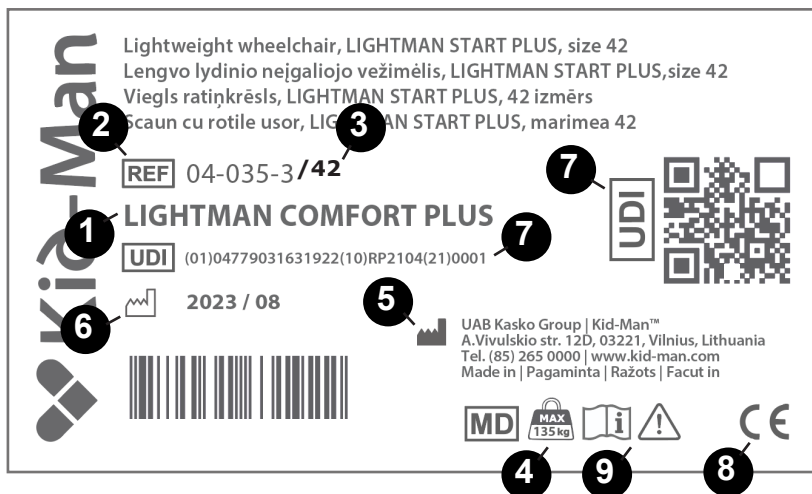 Kid-Man
Lightweight wheelchair, LIGHTMAN START PLUS, size 42
Lengvo lydinio neįgaliojo vežimėlis, LIGHTMAN START PLUS,size 42
Viegls ratiņkrēsls, LIGHTMAN START PLUS, 42 izmērs
Scaun cu rotile usor, LIGHTMAN START PLUS, marimea 42
2
3
REF 04-035-3/42
7
UDI
1
LIGHTMAN COMFORT PLUS
UDI (01)04779031631922(10)RP2104(21)0001
7
6
2023 / 08
5
UAB Kasko Group | Kid-Man™
A.Vivulskio str. 12D, 03221, Vilnius, Lithuania
Tel. (85) 265 0000 | www.kid-man.com
Made in | Pagaminta | Ražots | Facut in
MD MAX 135 kg i ! CE
4 9 8